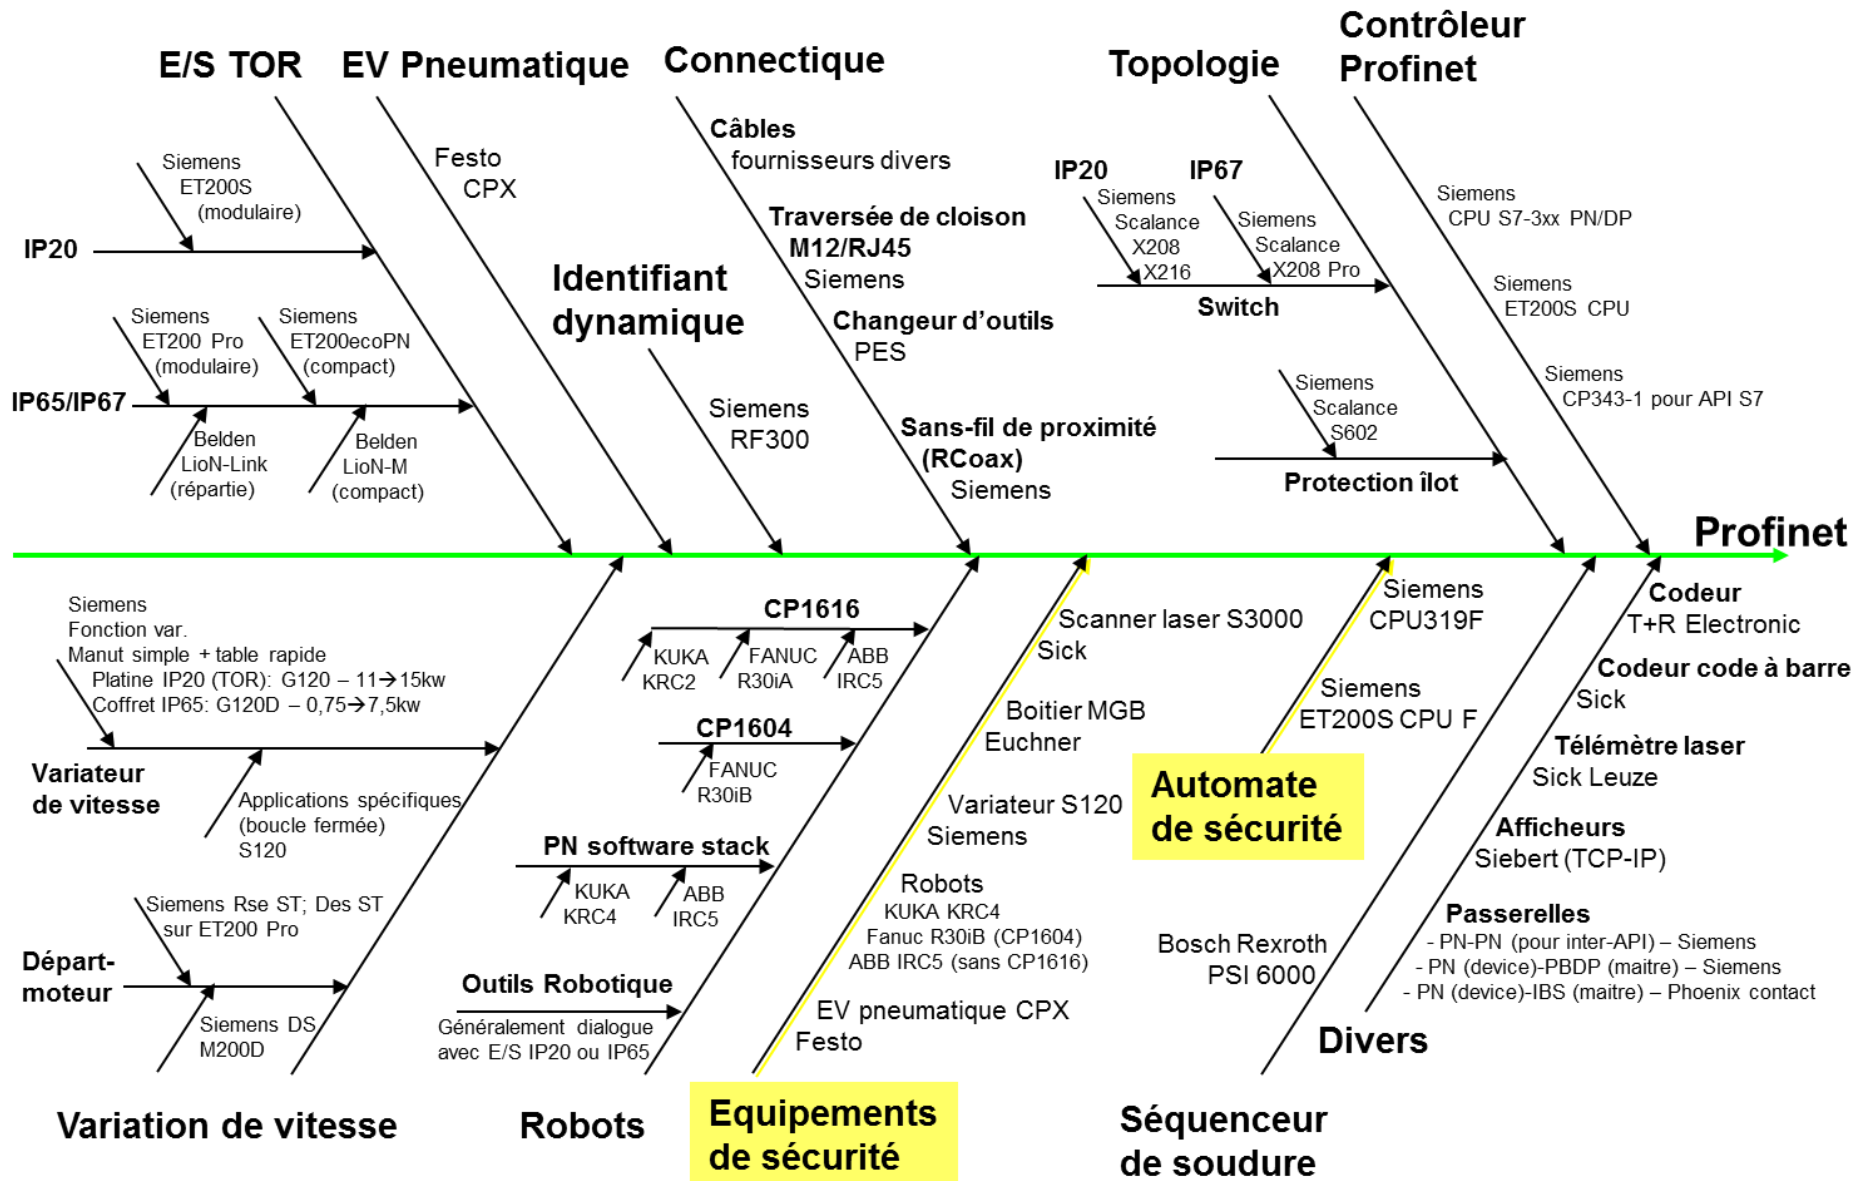 E/S TOR
EV Pneumatique
Connectique
Topologie
Contrôleur
Profinet
Siemens
ET200S
(modulaire)
IP20
Siemens
ET200 Pro
(modulaire)
Siemens
ET200ecoPN
(compact)
IP65/IP67
Belden
LioN-Link
(répartie)
Belden
LioN-M
(compact)
Festo
CPX
Identifiant
dynamique
Siemens
RF300
Câbles
fournisseurs divers
Traversée de cloison
M12/RJ45
Siemens
Changeur d'outils
PES
Sans-fil de proximité
(RCoax)
Siemens
IP20
Siemens
Scalance
X208
X216
IP67
Siemens
Scalance
X208 Pro
Switch
Siemens
Scalance
S602
Protection îlot
Siemens
CPU S7-3xx PN/DP
Siemens
ET200S CPU
Siemens
CP343-1 pour API S7
Profinet
Siemens
Fonction var.
Manut simple + table rapide
Platine IP20 (TOR): G120 – 11→15kw
Coffret IP65: G120D – 0,75→7,5kw
Variateur
de vitesse
Applications spécifiques
(boucle fermée)
S120
Siemens Rse ST; Des ST
sur ET200 Pro
Départ-
moteur
Siemens DS
M200D
Variation de vitesse
CP1616
KUKA
KRC2
FANUC
R30iA
ABB
IRC5
CP1604
FANUC
R30iB
PN software stack
KUKA
KRC4
ABB
IRC5
Outils Robotique
Généralement dialogue
avec E/S IP20 ou IP65
Robots
Scanner laser S3000
Sick
Boitier MGB
Euchner
Variateur S120
Siemens
Robots
KUKA KRC4
Fanuc R30iB (CP1604)
ABB IRC5 (sans CP1616)
EV pneumatique CPX
Festo
Equipements
de sécurité
Siemens
CPU319F
Siemens
ET200S CPU F
Automate
de sécurité
Bosch Rexroth
PSI 6000
Séquenceur
de soudure
Codeur
T+R Electronic
Codeur code à barre
Sick
Télémètre laser
Sick Leuze
Afficheurs
Siebert (TCP-IP)
Passerelles
- PN-PN (pour inter-API) – Siemens
- PN (device)-PBDP (maitre) – Siemens
- PN (device)-IBS (maitre) – Phoenix contact
Divers